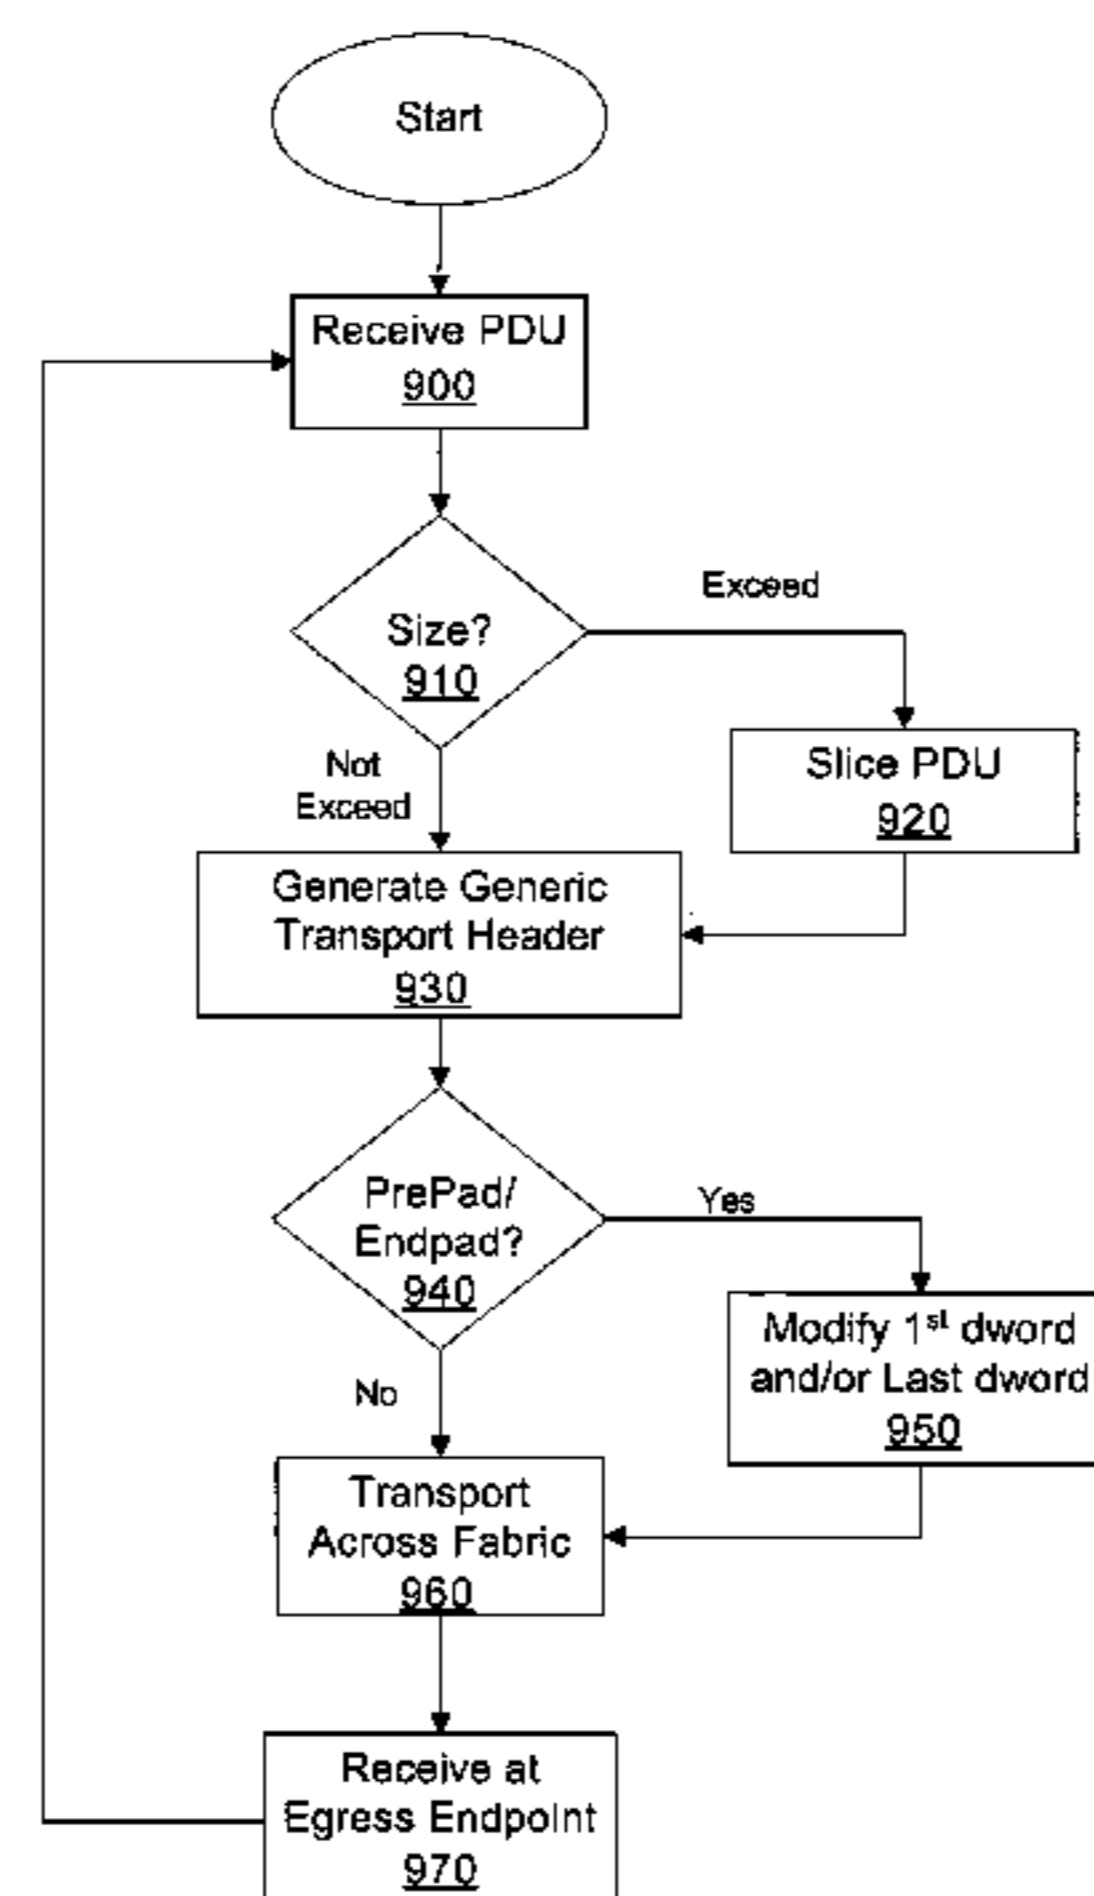 Start
Receive PDU
900
Exceed
Size?
910
Not
Exceed
Slice PDU
920
Generate Generic
Transport Header
930
PrePad/
Endpad?
940
Yes
Modify 1st dword
and/or Last dword
950
No
Transport
Across Fabric
960
Receive at
Egress Endpoint
970